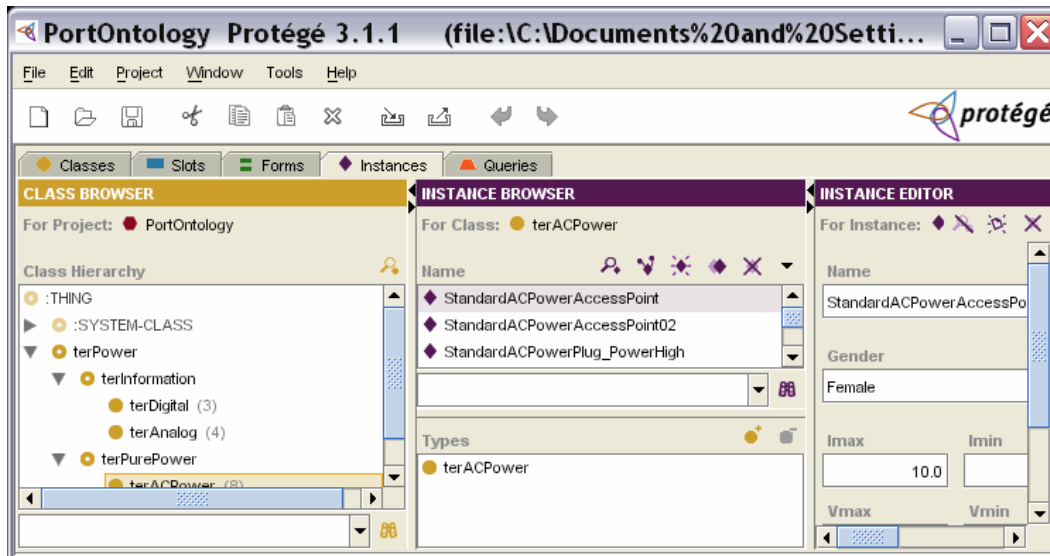 PortOntology Protégé 3.1.1 (file:\C:\Documents%20and%20Setti...
File Edit Project Window Tools Help
protégé
Classes Slots Forms Instances Queries
CLASS BROWSER
For Project: PortOntology
Class Hierarchy
:THING
:SYSTEM-CLASS
terPower
terInformation
terDigital (3)
terAnalog (4)
terPurePower
terACPower (8)
INSTANCE BROWSER
For Class: terACPower
Name
StandardACPowerAccessPoint
StandardACPowerAccessPoint02
StandardACPowerPlug_PowerHigh
Types
terACPower
INSTANCE EDITOR
For Instance:
Name
StandardACPowerAccessPo
Gender
Female
Imax Imin
10.0
Vmax Vmin